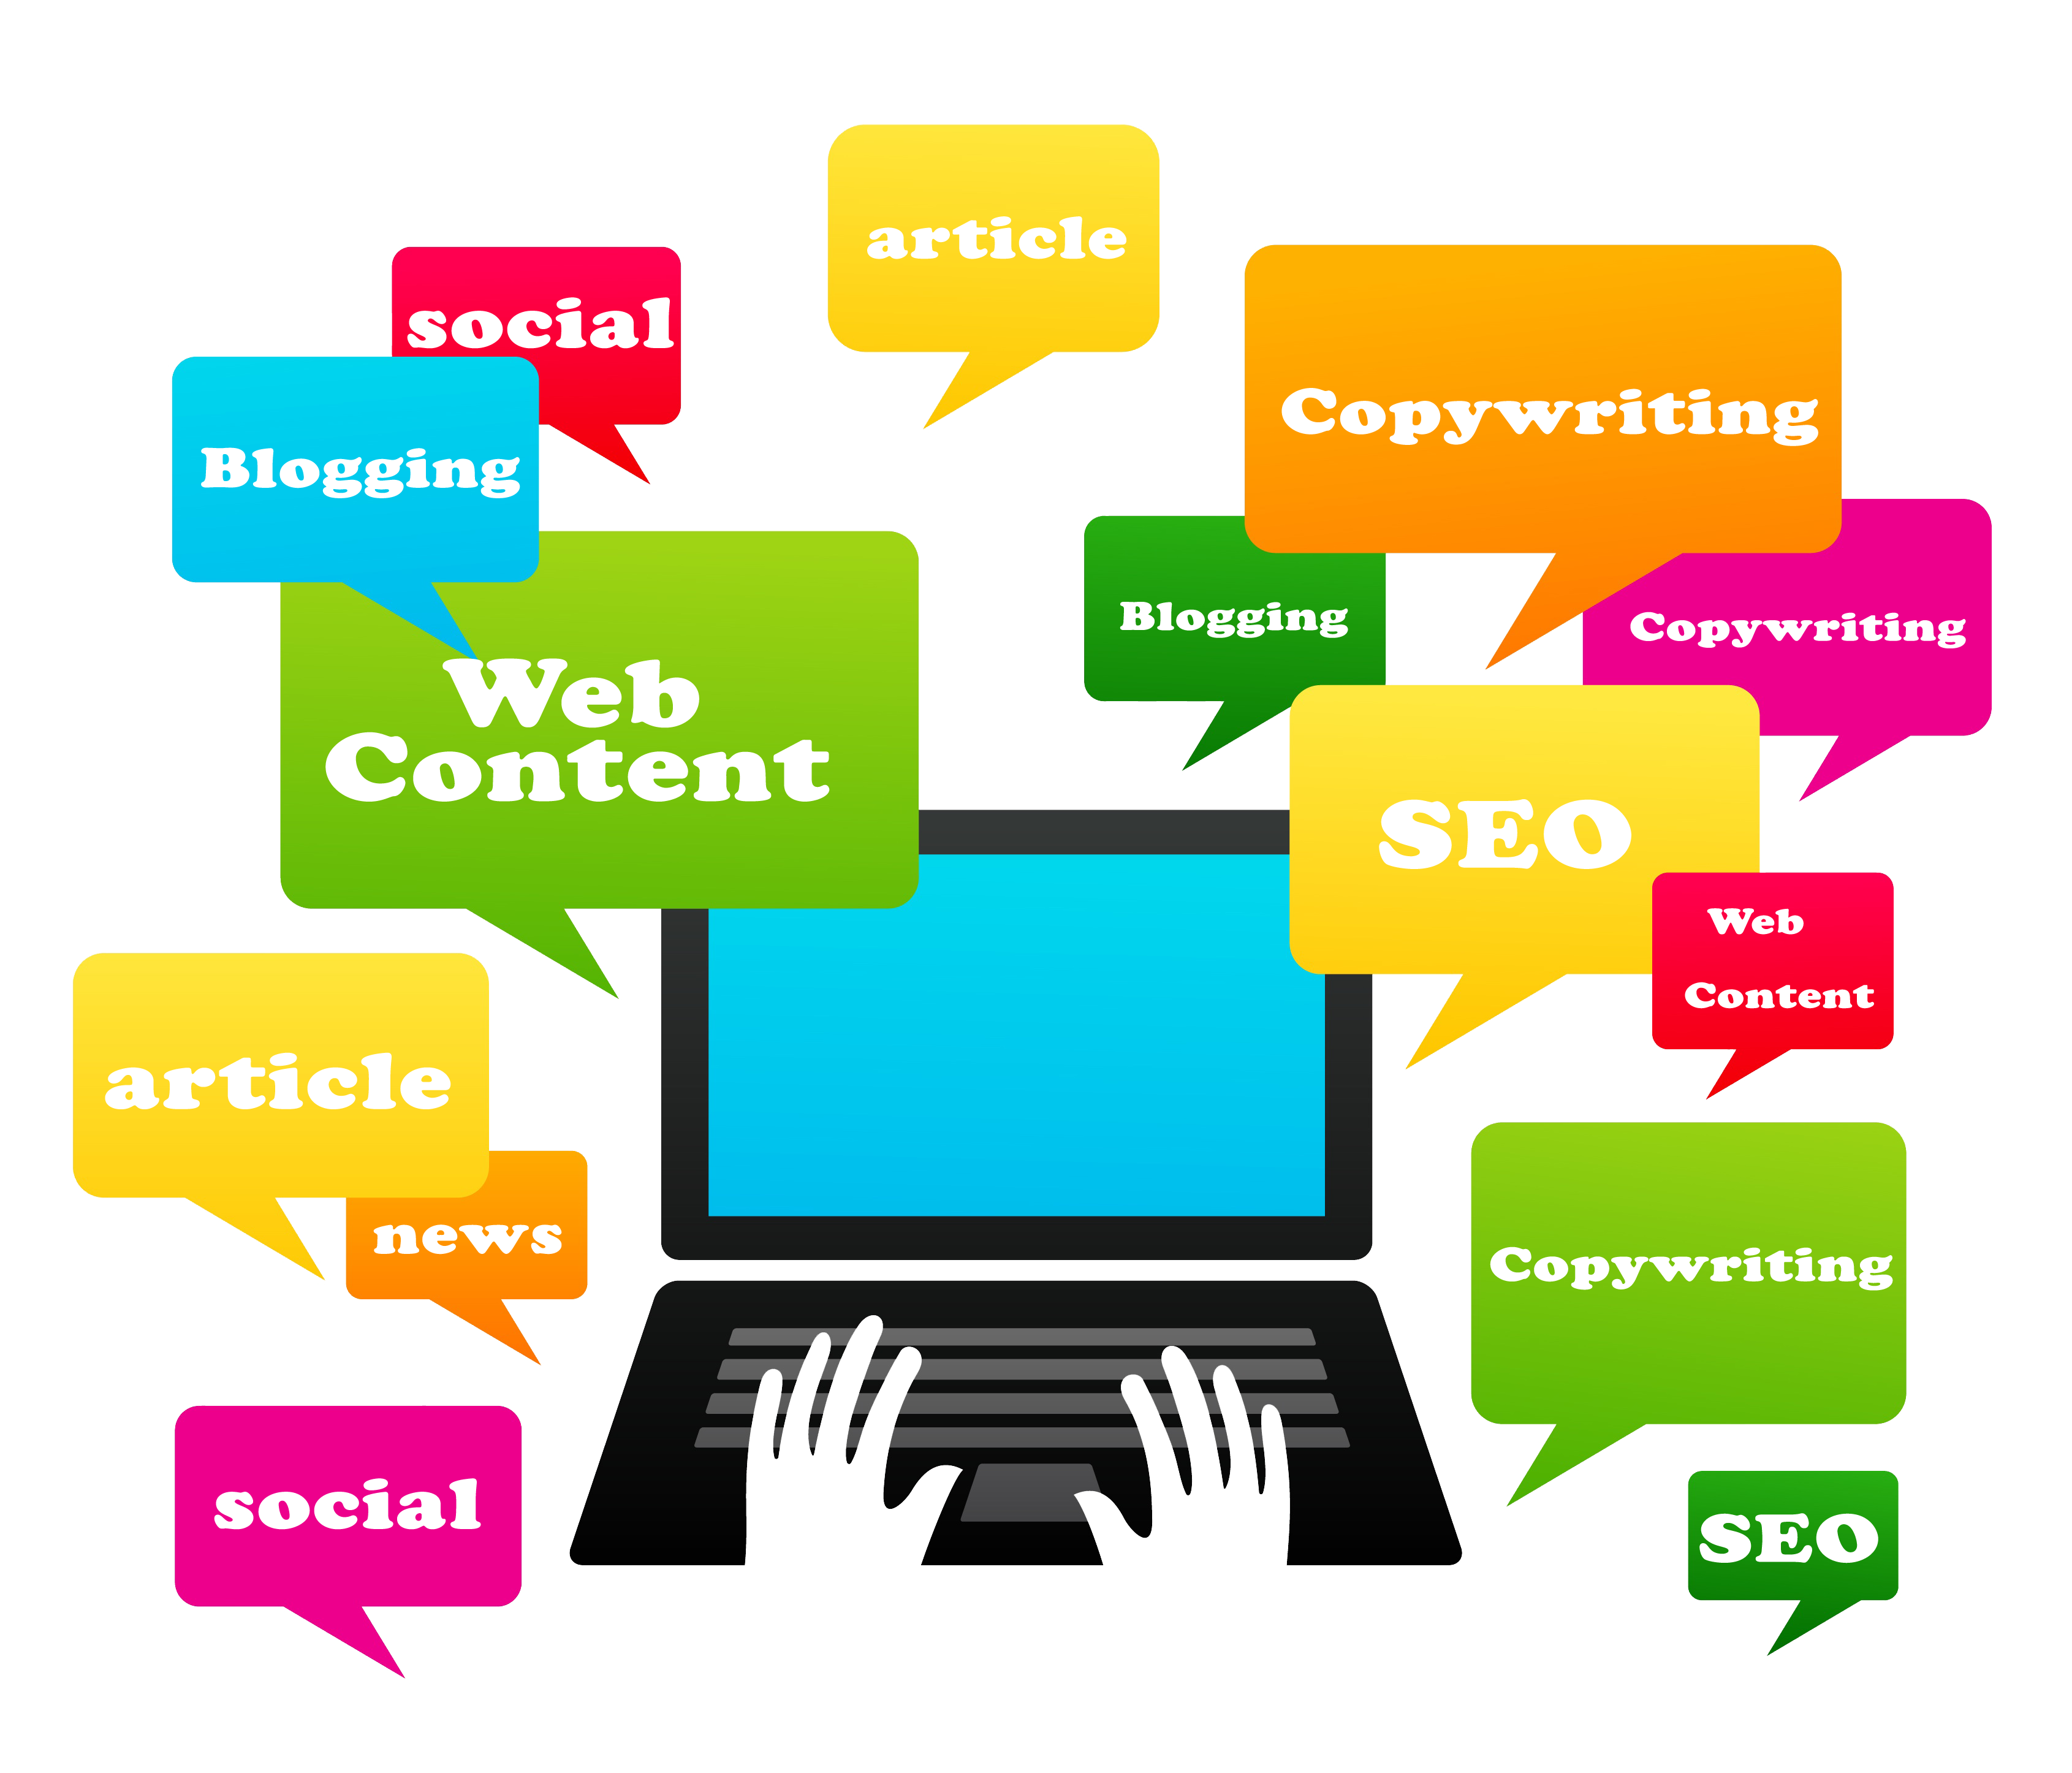 article
social
Copywriting
Blogging
Blogging
Copywriting
Web
Content
SEO
Web
Content
article
news
Copywriting
social
SEO